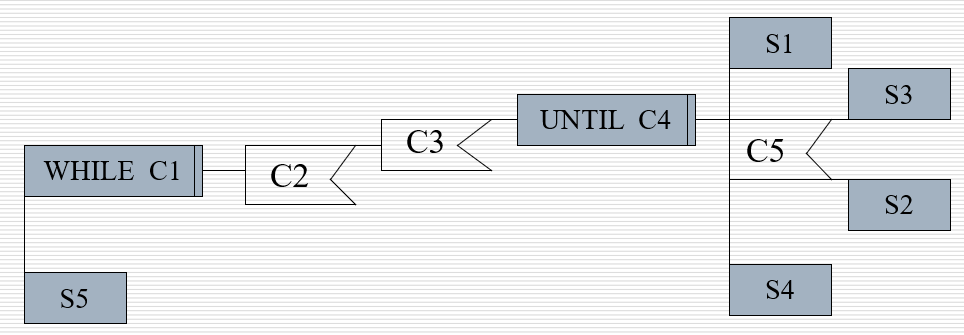 S1
S3
UNTIL C4
C3
C5
WHILE C1
C2
S2
S4
S5